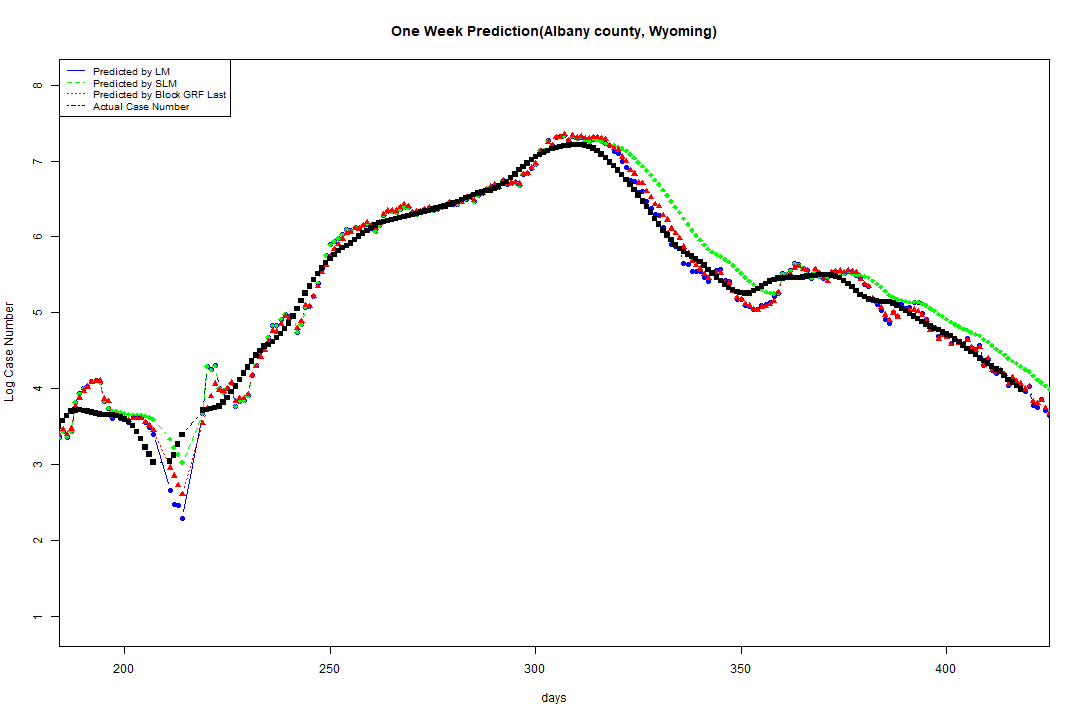 One Week Prediction(Albany county, Wyoming)
Predicted by LM
Predicted by SLM
Predicted by Block GRF Last
Actual Case Number
Log Case Number
8
7
6
5
4
3
2
1
200
250
300
350
400
days